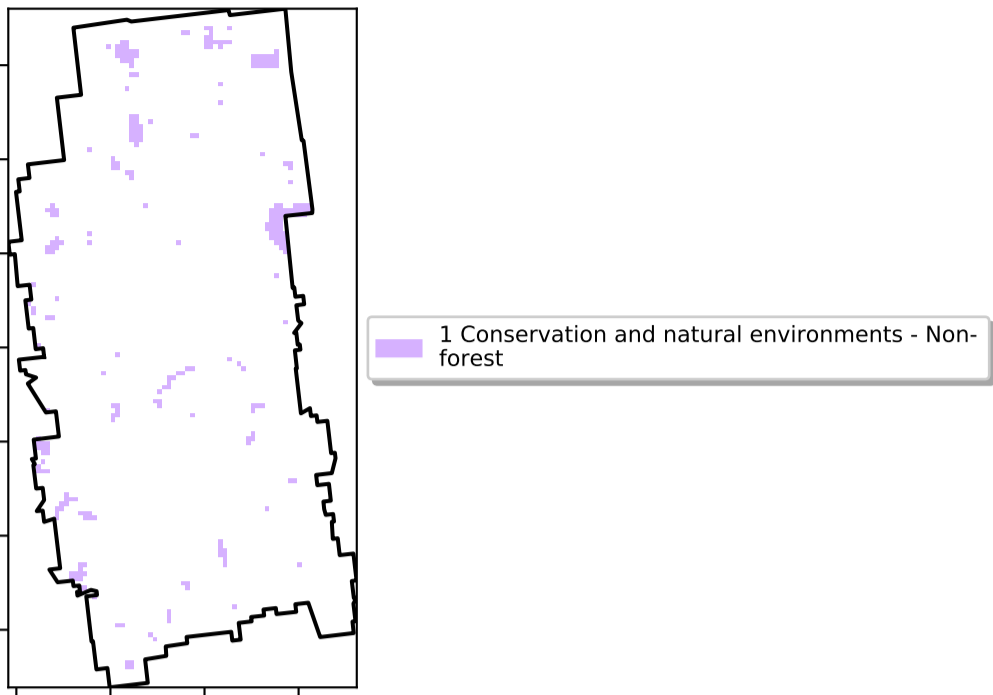 1 Conservation and natural environments - Non-
forest